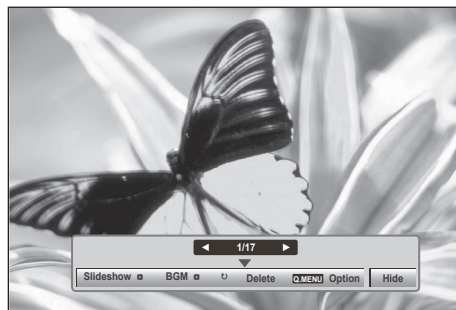 ◄ 1/17 ►
Slideshow ◘ BGM ◘ ↻ Delete Q.MENU Option Hide